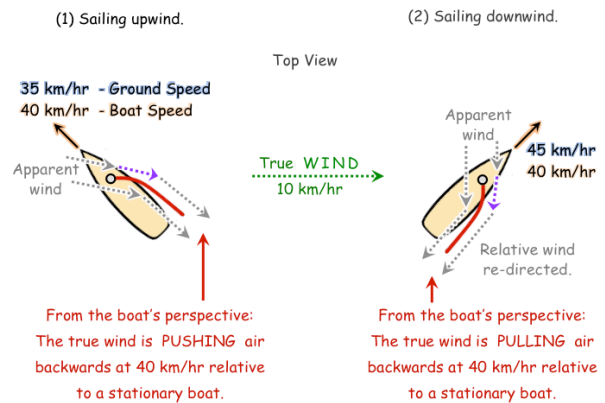 (1) Sailing upwind.
(2) Sailing downwind.
Top View
35 km/hr - Ground Speed
40 km/hr - Boat Speed
Apparent
wind
True WIND
10 km/hr
Apparent
wind
45 km/hr
40 km/hr
Relative wind
re-directed.
From the boat's perspective:
The true wind is PUSHING air
backwards at 40 km/hr relative
to a stationary boat.
From the boat's perspective:
The true wind is PULLING air
backwards at 40 km/hr relative
to a stationary boat.